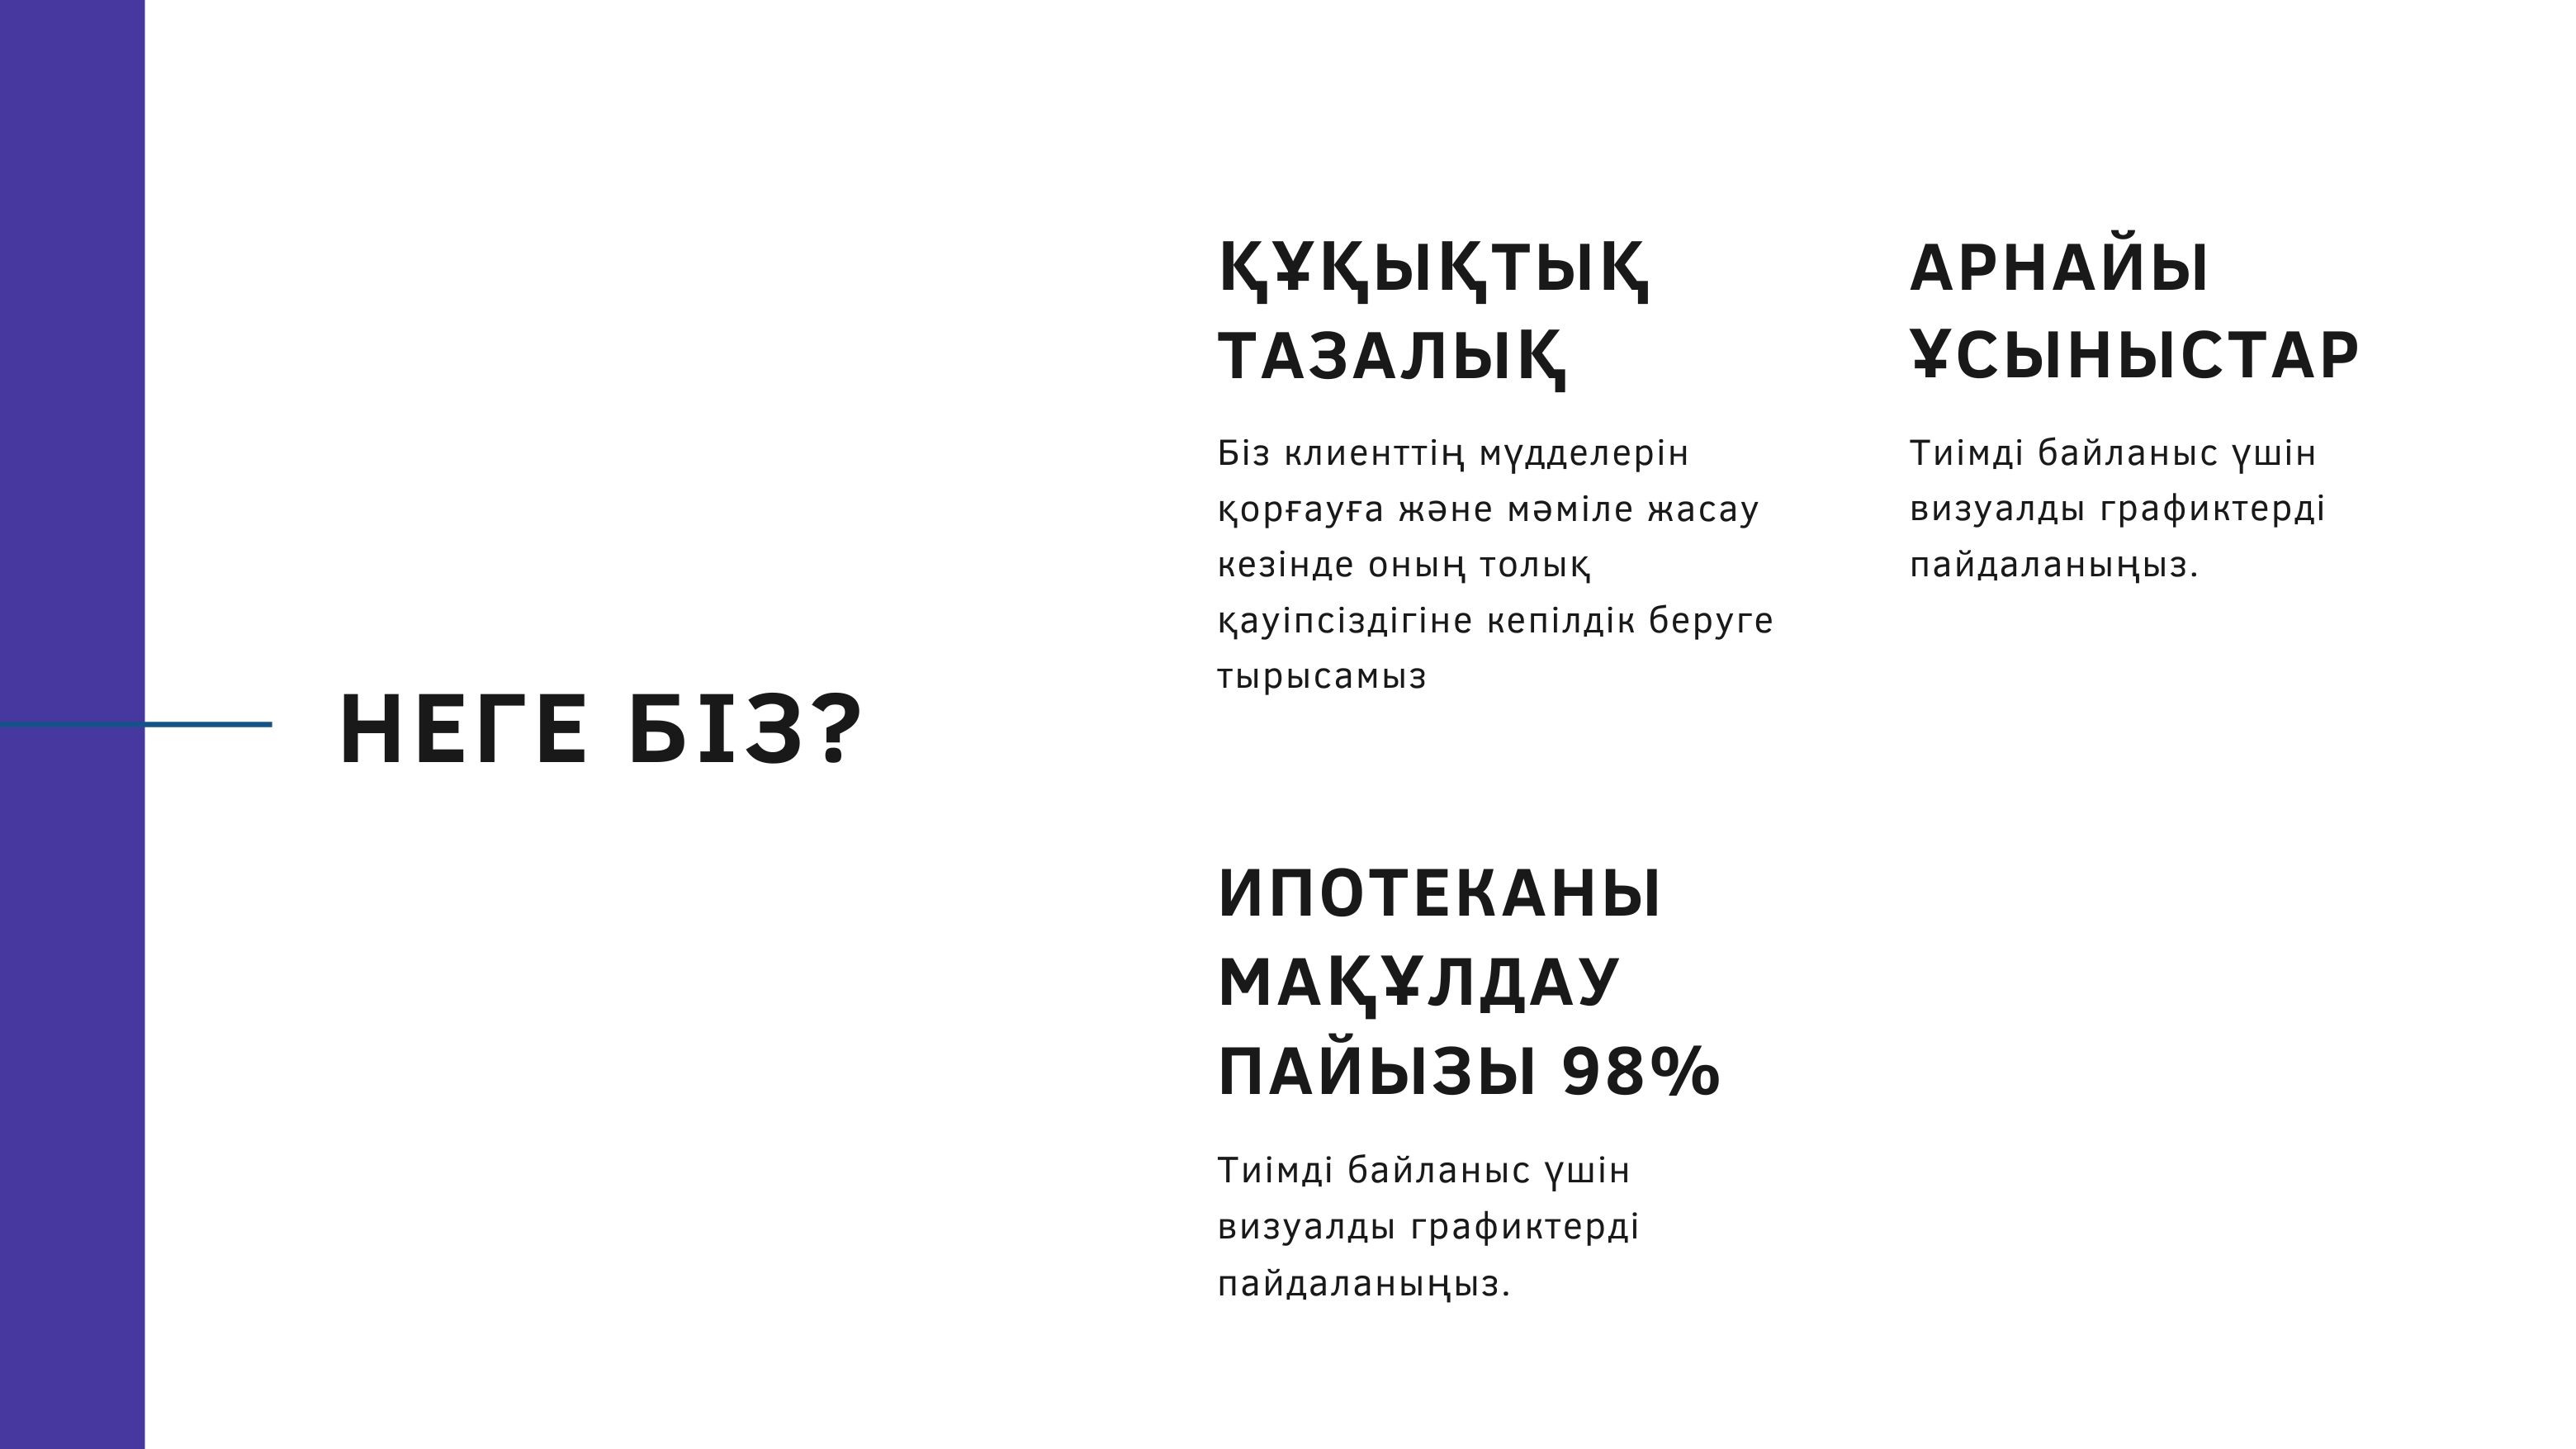 НЕГЕ БІЗ?
ҚҰҚЫҚТЫҚ
ТАЗАЛЫҚ
Біз клиенттің мүдделерін
қорғауға және мәміле жасау
кезінде оның толық
қауіпсіздігіне кепілдік беруге
тырысамыз
АРНАЙЫ
ҰСЫНЫСТАР
Тиімді байланыс үшін
визуалды графиктерді
пайдаланыңыз.
ИПОТЕКАНЫ
МАҚҰЛДАУ
ПАЙЫЗЫ 98%
Тиімді байланыс үшін
визуалды графиктерді
пайдаланыңыз.